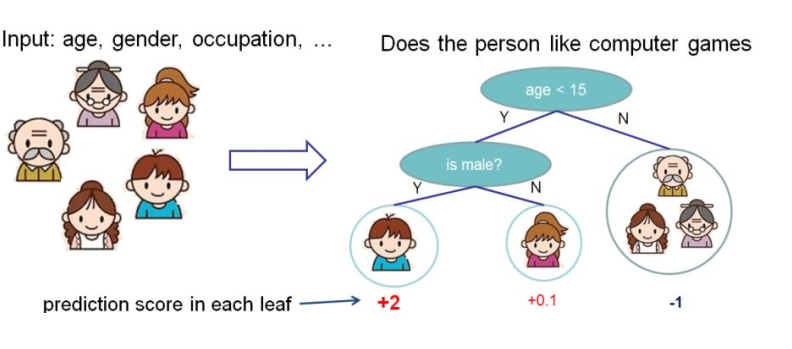 Input: age, gender, occupation, ...
Does the person like computer games
age < 15
Y
N
is male?
Y
N
prediction score in each leaf
+2
+0.1
-1